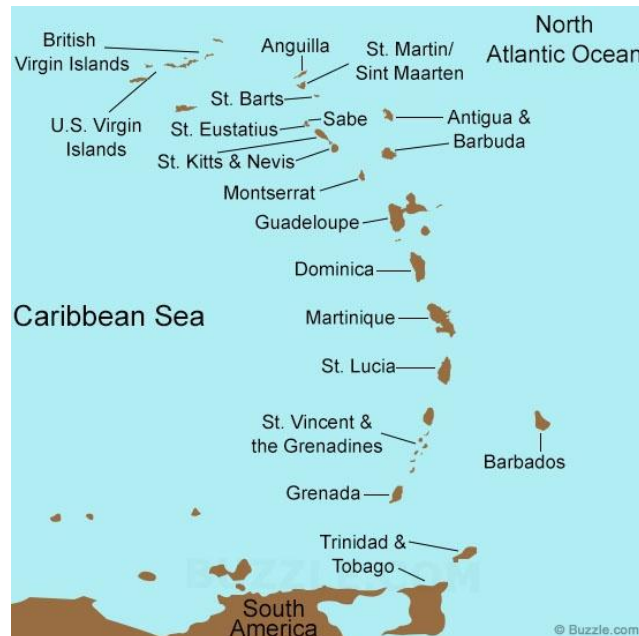 North
Atlantic Ocean
British
Virgin Islands
Anguilla
St. Martin/
Sint Maarten
St. Barts
U.S. Virgin
Islands
St. Eustatius
Sabe
St. Kitts & Nevis
Antigua &
Barbuda
Montserrat
Guadeloupe
Dominica
Caribbean Sea
Martinique
St. Lucia
St. Vincent &
the Grenadines
Barbados
Grenada
Trinidad &
Tobago
BUZZLE.COM
South
America
© Buzzle.com